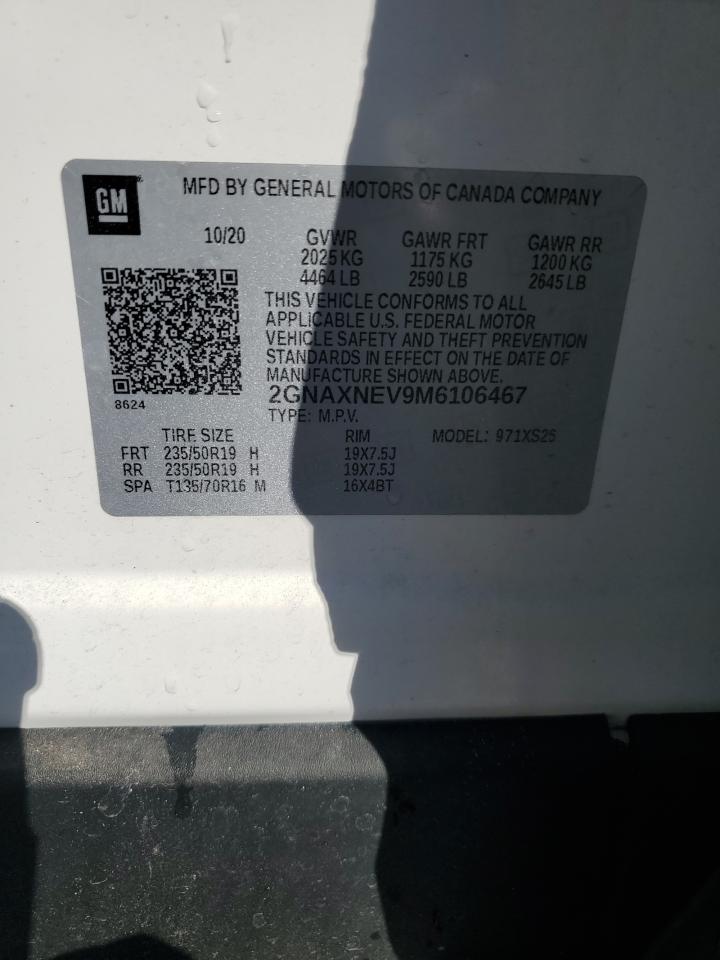 GM
MFD BY GENERAL MOTORS OF CANADA COMPANY
10/20 GVWR GAWR FRT GAWR RR
2025 KG 1175 KG 1200 KG
4464 LB 2590 LB 2645 LB
THIS VEHICLE CONFORMS TO ALL
APPLICABLE U.S. FEDERAL MOTOR
VEHICLE SAFETY AND THEFT PREVENTION
STANDARDS IN EFFECT ON THE DATE OF
MANUFACTURE SHOWN ABOVE.
2GNAXNEV9M6106467
8624
TYPE: M.P.V.
TIRE SIZE RIM MODEL: 971XS25
FRT 235/50R19 H 19X7.5J
RR 235/50R19 H 19X7.5J
SPA T135/70R16 M 16X4BT